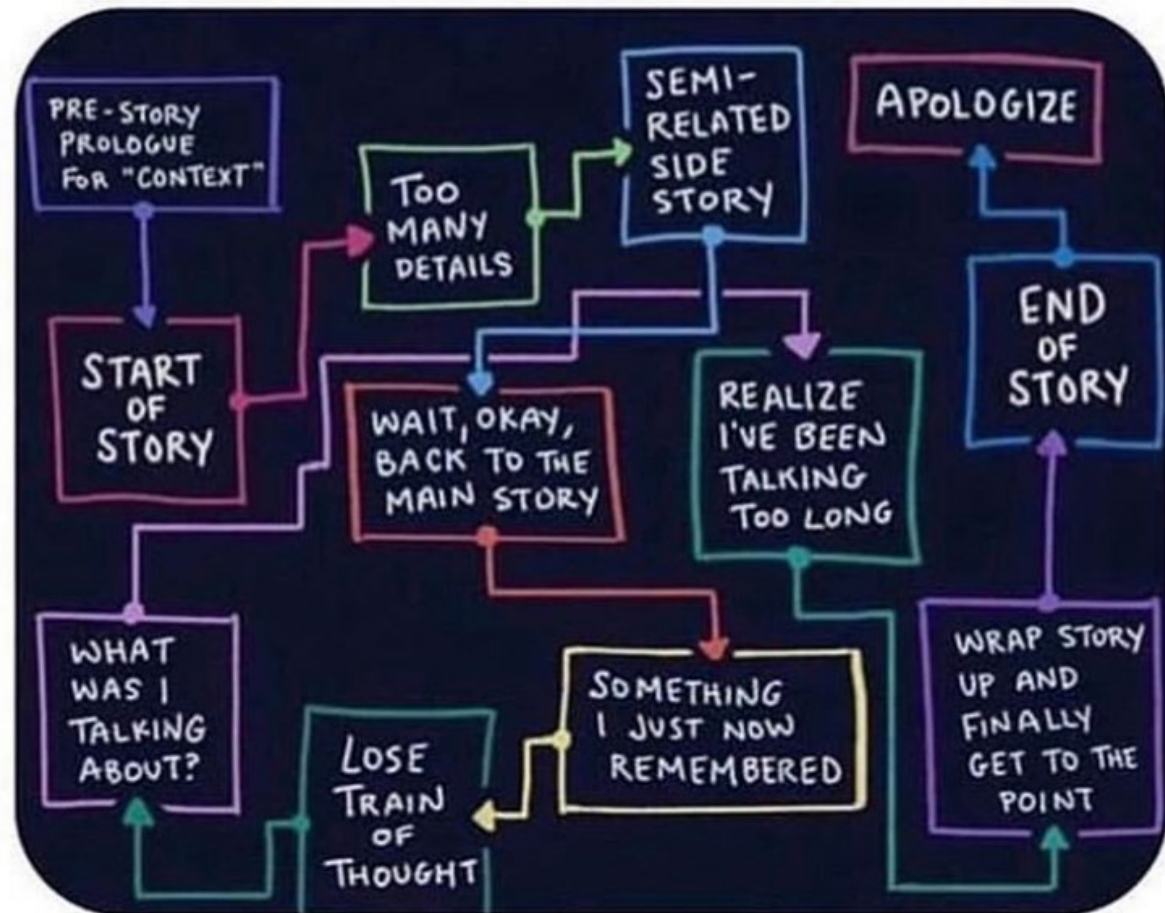 PRE-STORY
PROLOGUE
FOR "CONTEXT"
START
OF
STORY
TOO
MANY
DETAILS
SEMI-
RELATED
SIDE
STORY
WAIT, OKAY,
BACK TO THE
MAIN STORY
SOMETHING
I JUST NOW
REMEMBERED
LOSE
TRAIN
OF
THOUGHT
WHAT
WAS I
TALKING
ABOUT?
REALIZE
I'VE BEEN
TALKING
TOO LONG
WRAP STORY
UP AND
FINALLY
GET TO THE
POINT
END
OF
STORY
APOLOGIZE